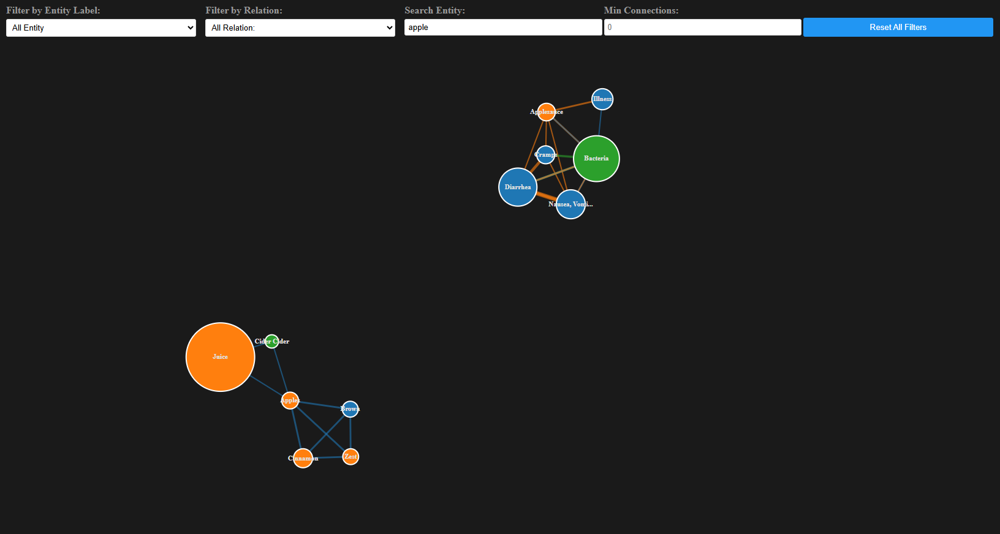 Filter by Entity Label:
Filter by Relation:
Search Entity:
Min Connections:
All Entity
All Relation:
apple
0
Reset All Filters
Illness
Applesauce
Cramps
Bacteria
Diarrhea
Nausea, Vomi...
Cider Cider
Juice
Apples
Brown
Cinnamon
Zest